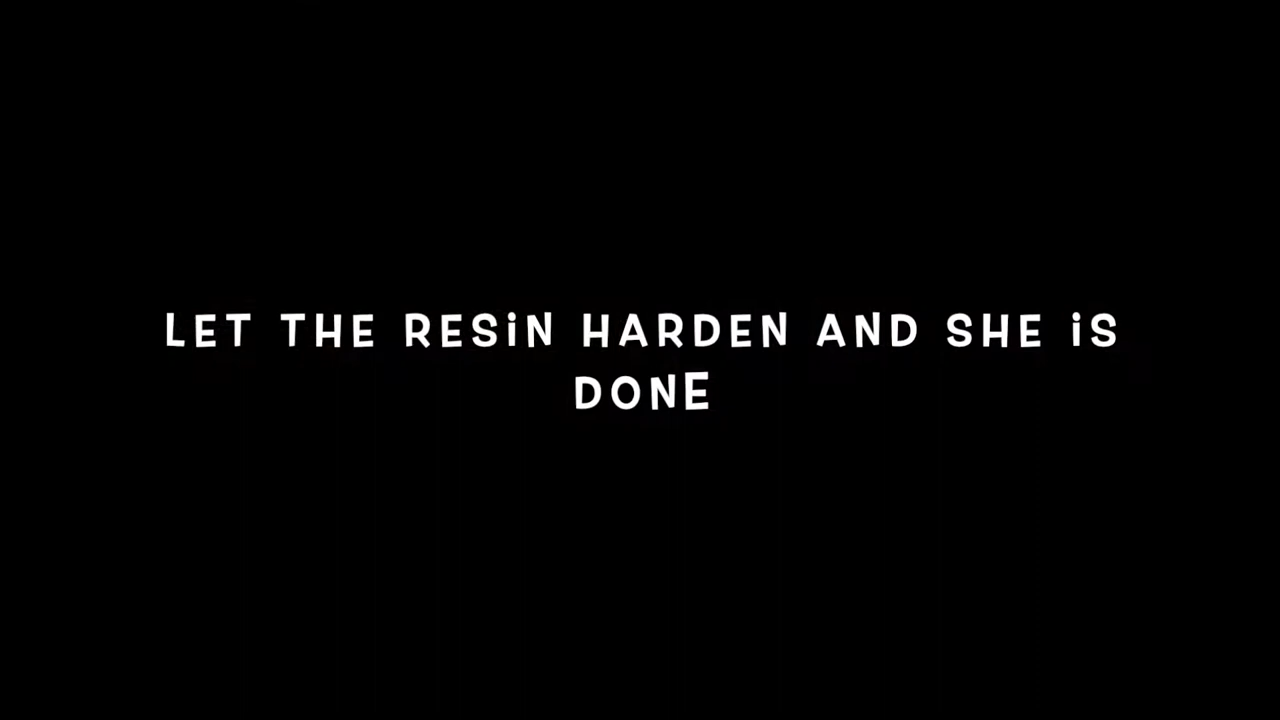 LET THE RESiN HARDEN AND SHE iS
DONE